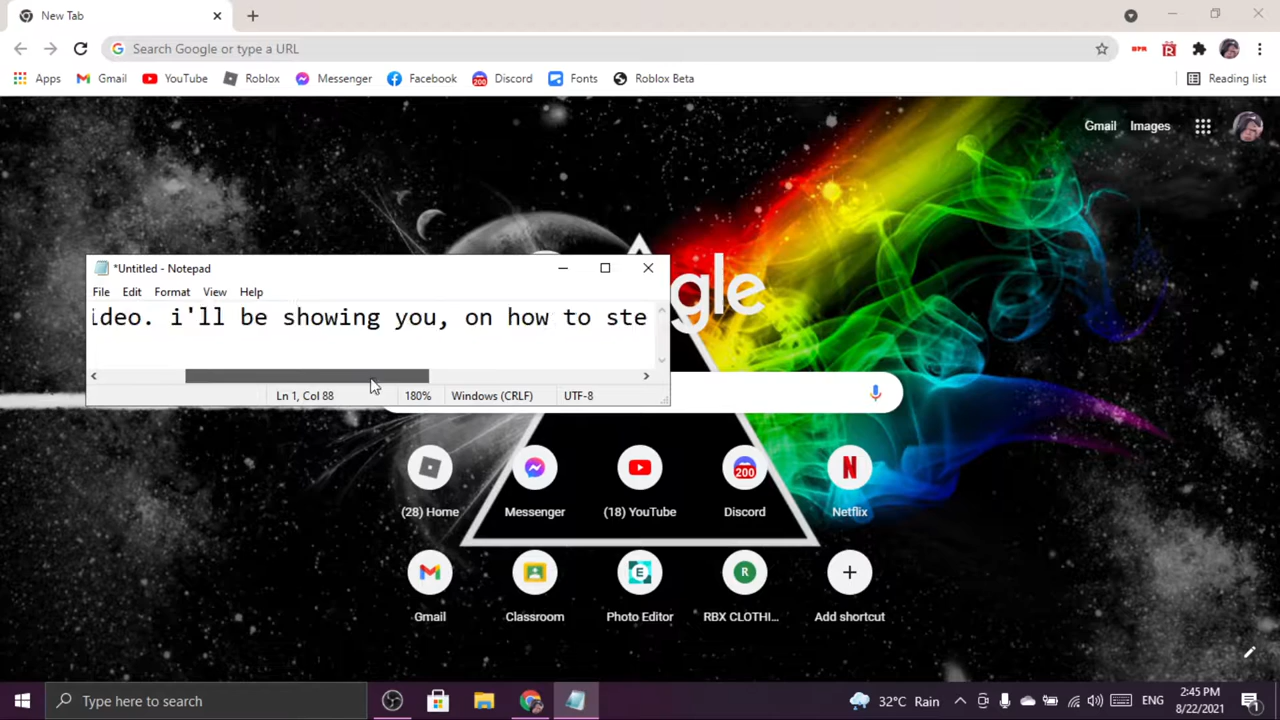 New Tab
Search Google or type a URL
Apps Gmail YouTube Roblox Messenger Facebook Discord Fonts Roblox Beta Reading list
Gmail Images
*Untitled - Notepad
File Edit Format View Help
ideo. i'll be showing you, on how to ste
Ln 1, Col 88 180% Windows (CRLF) UTF-8
gle
(28) Home Messenger (18) YouTube Discord Netflix
Gmail Classroom Photo Editor RBX CLOTHI... Add shortcut
Type here to search
32°C Rain ENG
2:45 PM
8/22/2021